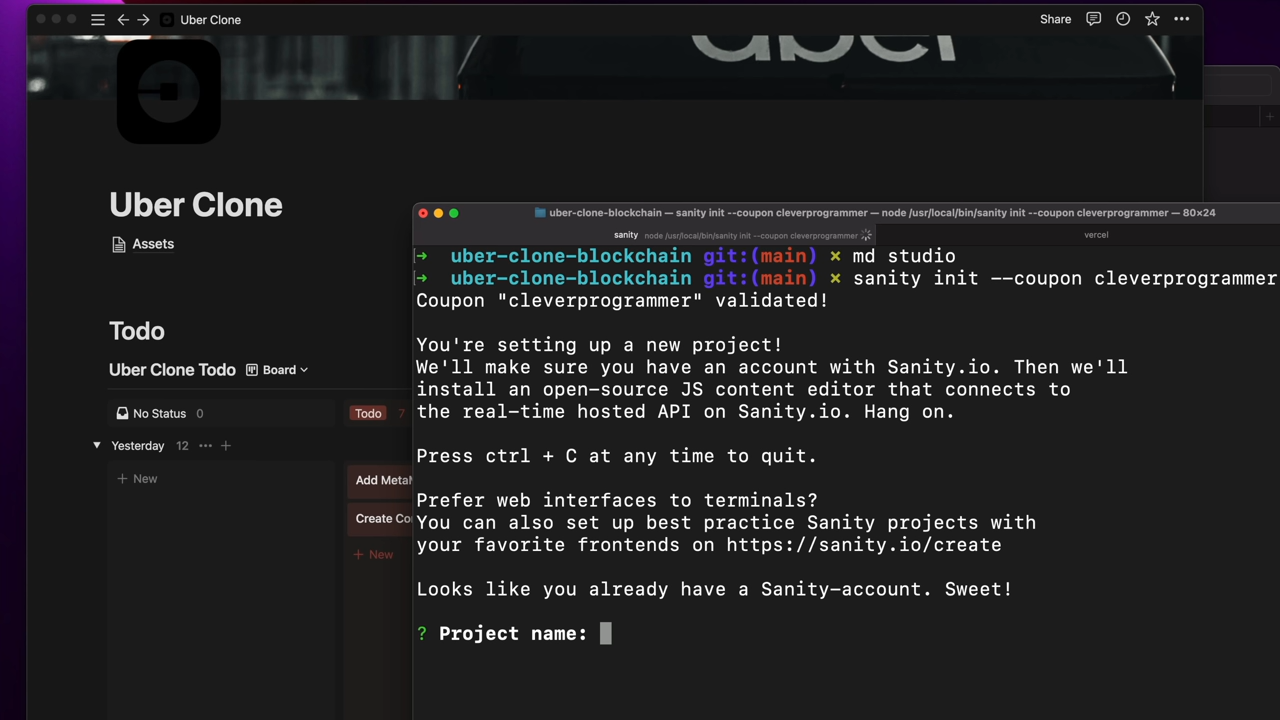 Uber Clone
Share
uber
Uber Clone
Assets
Todo
Uber Clone Todo
Board
No Status 0
Todo 7
Yesterday 12 ••• +
+ New
Add Meta
Create Co
+ New
uber-clone-blockchain — sanity init --coupon cleverprogrammer — node /usr/local/bin/sanity init --coupon cleverprogrammer — 80×24
sanity node /usr/local/bin/sanity init --coupon cleverprogrammer
vercel
➜ uber-clone-blockchain git:(main) × md studio
➜ uber-clone-blockchain git:(main) × sanity init --coupon cleverprogrammer
Coupon "cleverprogrammer" validated!
You're setting up a new project!
We'll make sure you have an account with Sanity.io. Then we'll
install an open-source JS content editor that connects to
the real-time hosted API on Sanity.io. Hang on.
Press ctrl + C at any time to quit.
Prefer web interfaces to terminals?
You can also set up best practice Sanity projects with
your favorite frontends on https://sanity.io/create
Looks like you already have a Sanity-account. Sweet!
? Project name: